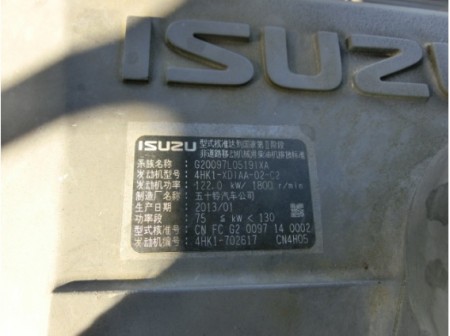 ISUZU
ISUZU 型式核准达到国家第Ⅱ阶段
非道路移动机械用柴油机排放标准
系族名称: G20097L05191XA
发动机型号: 4HK1-XDIAA-02-C2
发动机功率: 122.0 kW/ 1800 r/min
制造厂名称: 五十铃汽车公司
生产日期: 2013/01
功率段: 75 ≤ kW < 130
型式核准号: CN FC G2 0097 14 0002
发动机编号: 4HK1-702617 CN4H05